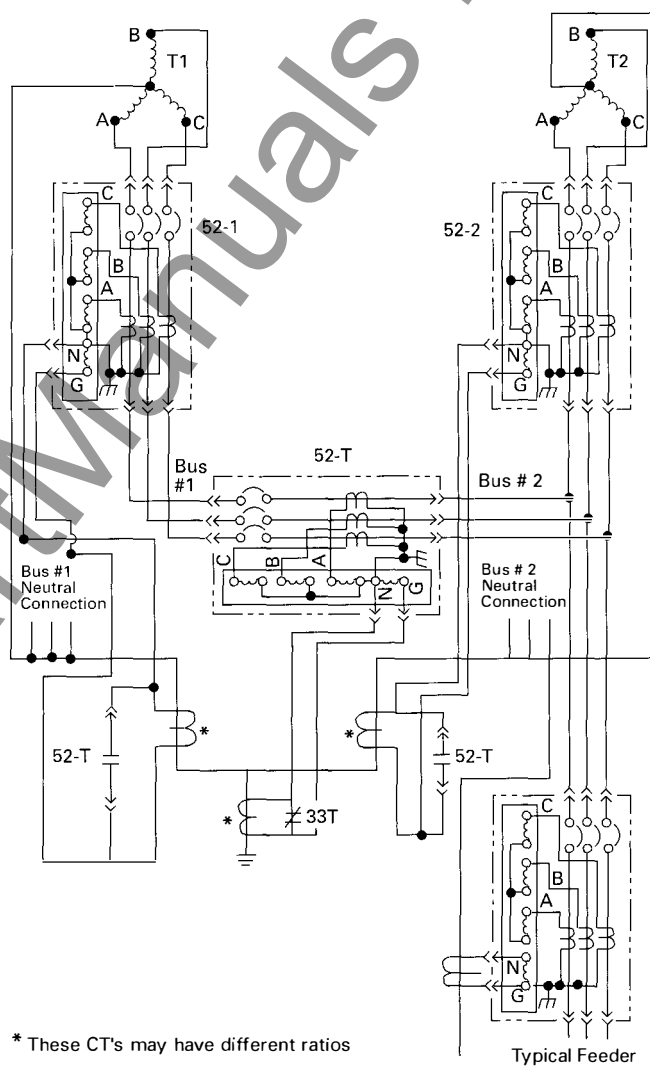 B
T1
A
C
B
T2
A
C
C
52-1
B
A
N
G
52-2
C
B
A
N
G
Bus
#1
52-T
Bus # 2
C
B
A
N
G
Bus #1
Neutral
Connection
Bus # 2
Neutral
Connection
52-T
*
*
52-T
*
33T
C
B
A
N
G
* These CT's may have different ratios
Typical Feeder
Manuals